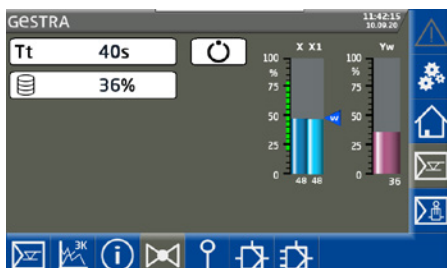 GESTRA
11:42:15
10.09.20
Tt 40s
36%
X X1
Yw
100 100
% %
75 75
50 w 50
25 25
0 0
48 48 36
3K
i